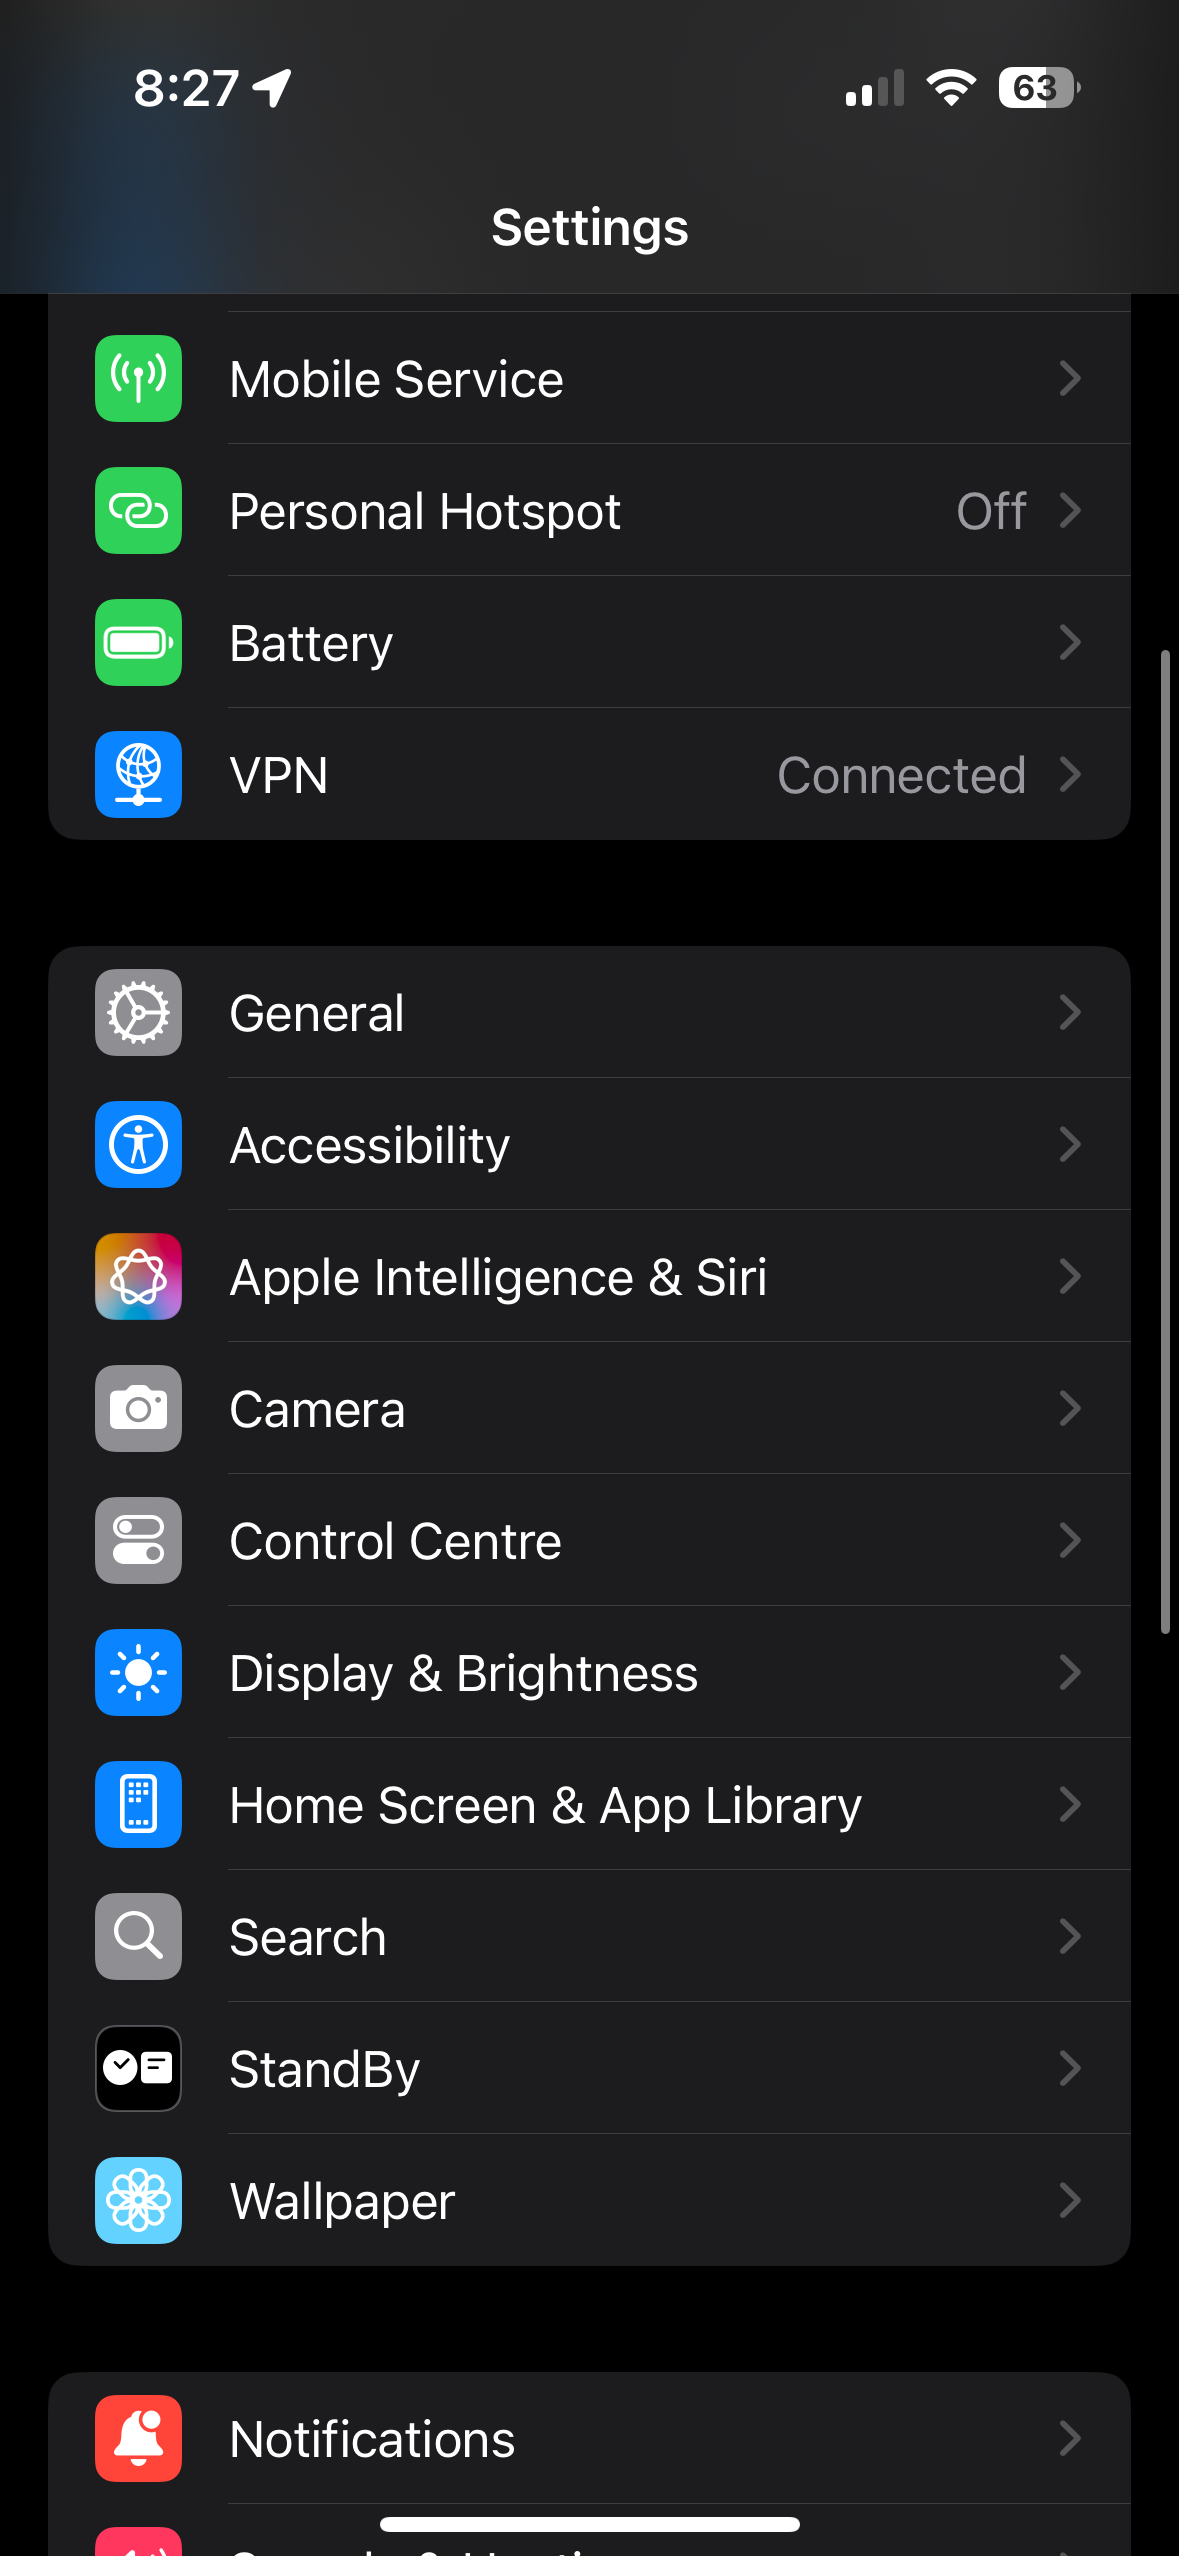 8:27
63
Settings
Mobile Service
Personal Hotspot Off
Battery
VPN Connected
General
Accessibility
Apple Intelligence & Siri
Camera
Control Centre
Display & Brightness
Home Screen & App Library
Search
StandBy
Wallpaper
Notifications